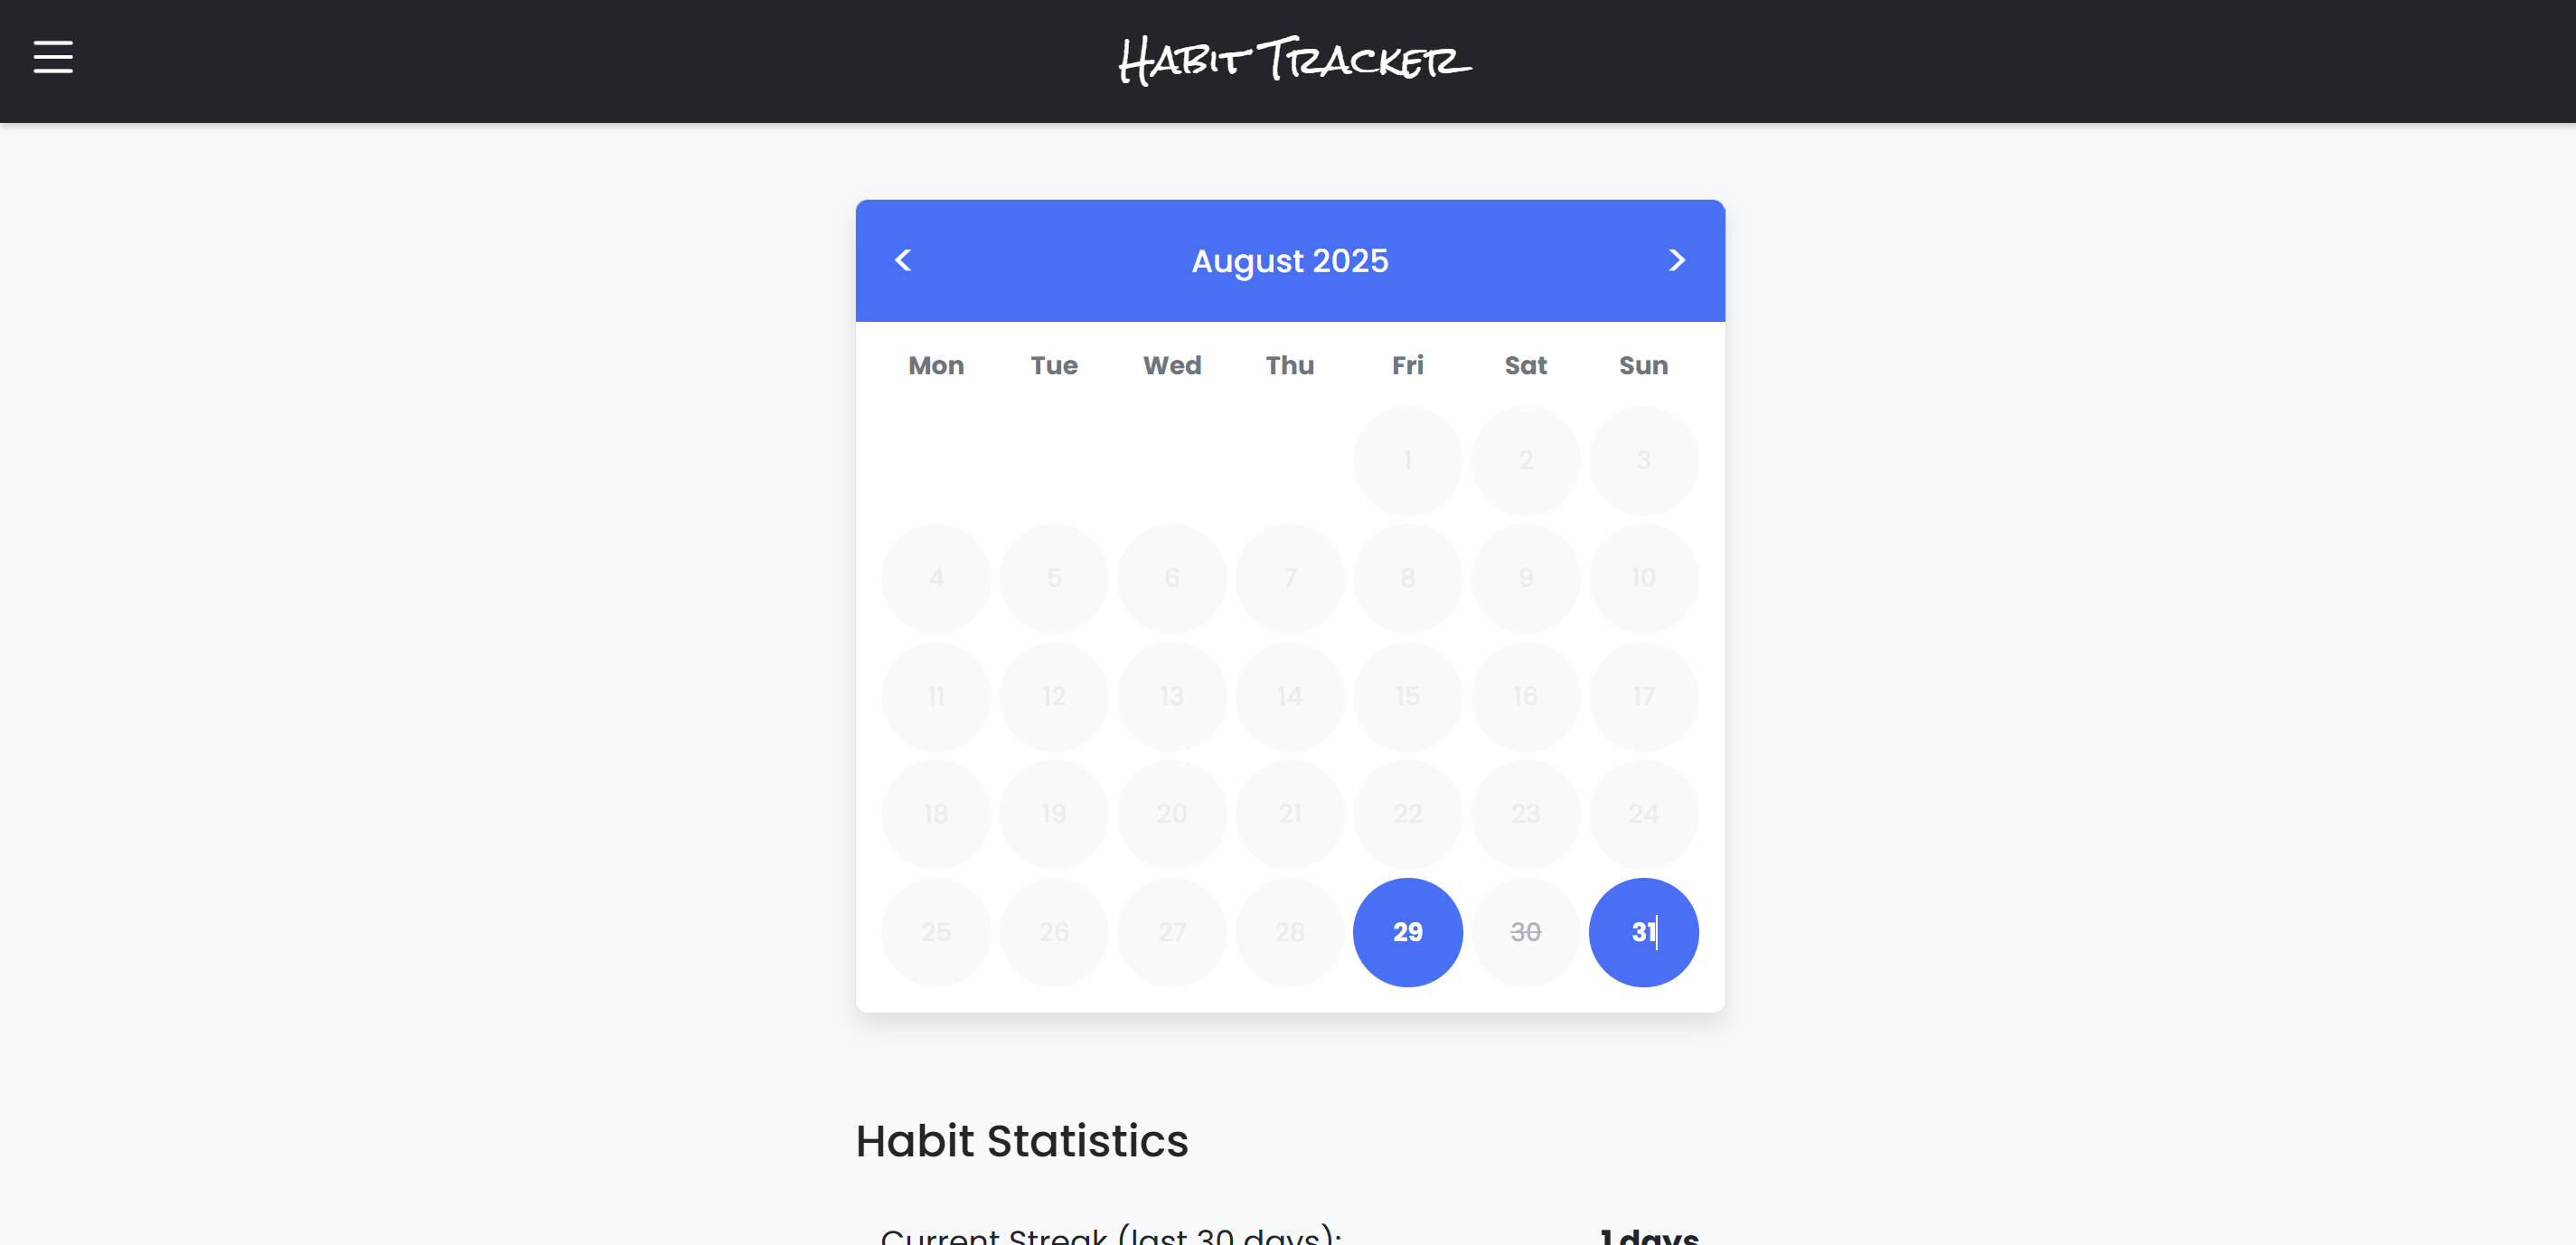 Habit Tracker
< August 2025 >
Mon Tue Wed Thu Fri Sat Sun
1 2 3
4 5 6 7 8 9 10
11 12 13 14 15 16 17
18 19 20 21 22 23 24
25 26 27 28 29 30 31
Habit Statistics
Current Streak (last 30 days): 1 days